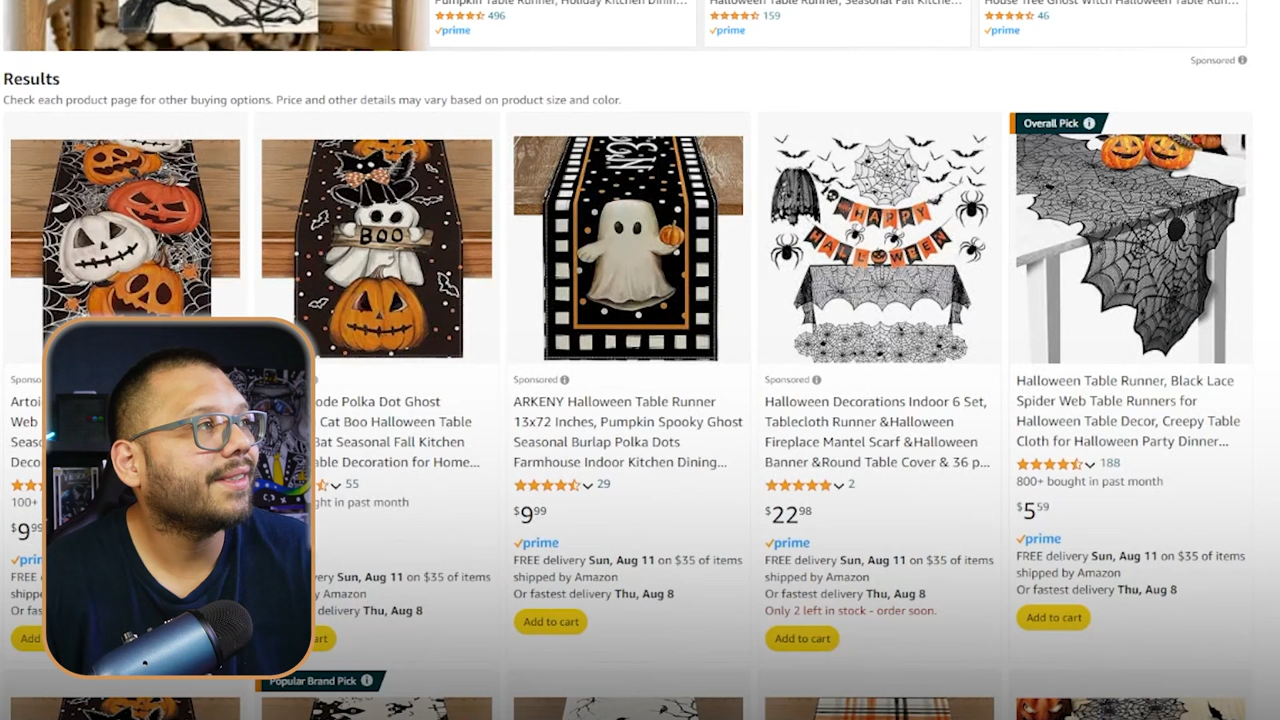 Pumpkin Table Runner, Holiday Kitchen Dinin...
496
prime
Halloween Table Runner, Seasonal Fall Kitche...
159
prime
House Tree Ghost Witch Halloween Table Run...
46
prime
Sponsored
Results
Check each product page for other buying options. Price and other details may vary based on product size and color.
BOO
HAPPY
HALLOWEEN
Overall Pick
Sponso
Artoi
Web
Seaso
Deco
100+
$9 99
prin
FREE
shippe
Or fas
Add
ode Polka Dot Ghost
Cat Boo Halloween Table
Bat Seasonal Fall Kitchen
able Decoration for Home...
55
ght in past month
very Sun, Aug 11 on $35 of items
y Amazon
delivery Thu, Aug 8
art
Sponsored
ARKENY Halloween Table Runner
13x72 Inches, Pumpkin Spooky Ghost
Seasonal Burlap Polka Dots
Farmhouse Indoor Kitchen Dining...
29
$9 99
prime
FREE delivery Sun, Aug 11 on $35 of items
shipped by Amazon
Or fastest delivery Thu, Aug 8
Add to cart
Sponsored
Halloween Decorations Indoor 6 Set,
Tablecloth Runner &Halloween
Fireplace Mantel Scarf &Halloween
Banner &Round Table Cover & 36 p...
2
$22 98
prime
FREE delivery Sun, Aug 11 on $35 of items
shipped by Amazon
Or fastest delivery Thu, Aug 8
Only 2 left in stock - order soon.
Add to cart
Halloween Table Runner, Black Lace
Spider Web Table Runners for
Halloween Table Decor, Creepy Table
Cloth for Halloween Party Dinner...
188
800+ bought in past month
$5 59
prime
FREE delivery Sun, Aug 11 on $35 of items
shipped by Amazon
Or fastest delivery Thu, Aug 8
Add to cart
Popular Brand Pick